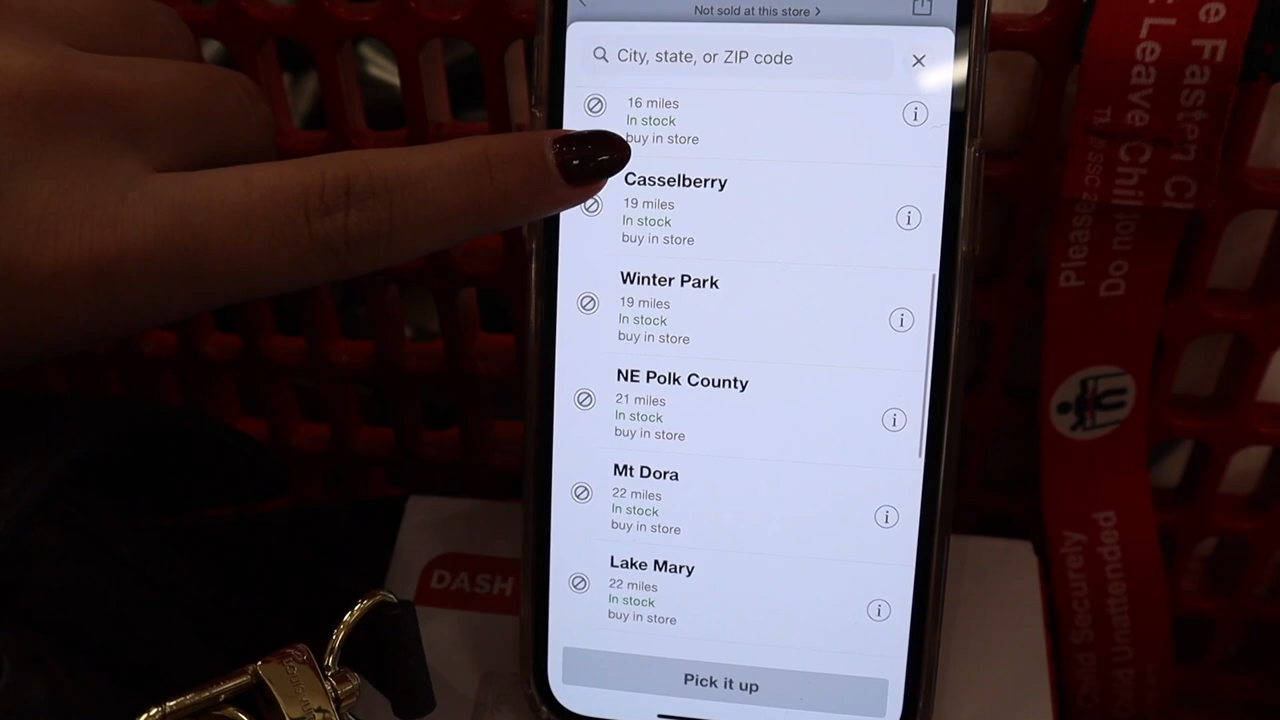 Not sold at this store >
City, state, or ZIP code
16 miles
In stock
buy in store
Casselberry
19 miles
In stock
buy in store
Winter Park
19 miles
In stock
buy in store
NE Polk County
21 miles
In stock
buy in store
Mt Dora
22 miles
In stock
buy in store
Lake Mary
22 miles
In stock
buy in store
Pick it up
DASH
Leave Chil
Please
Do not
Child Securely
Unattended